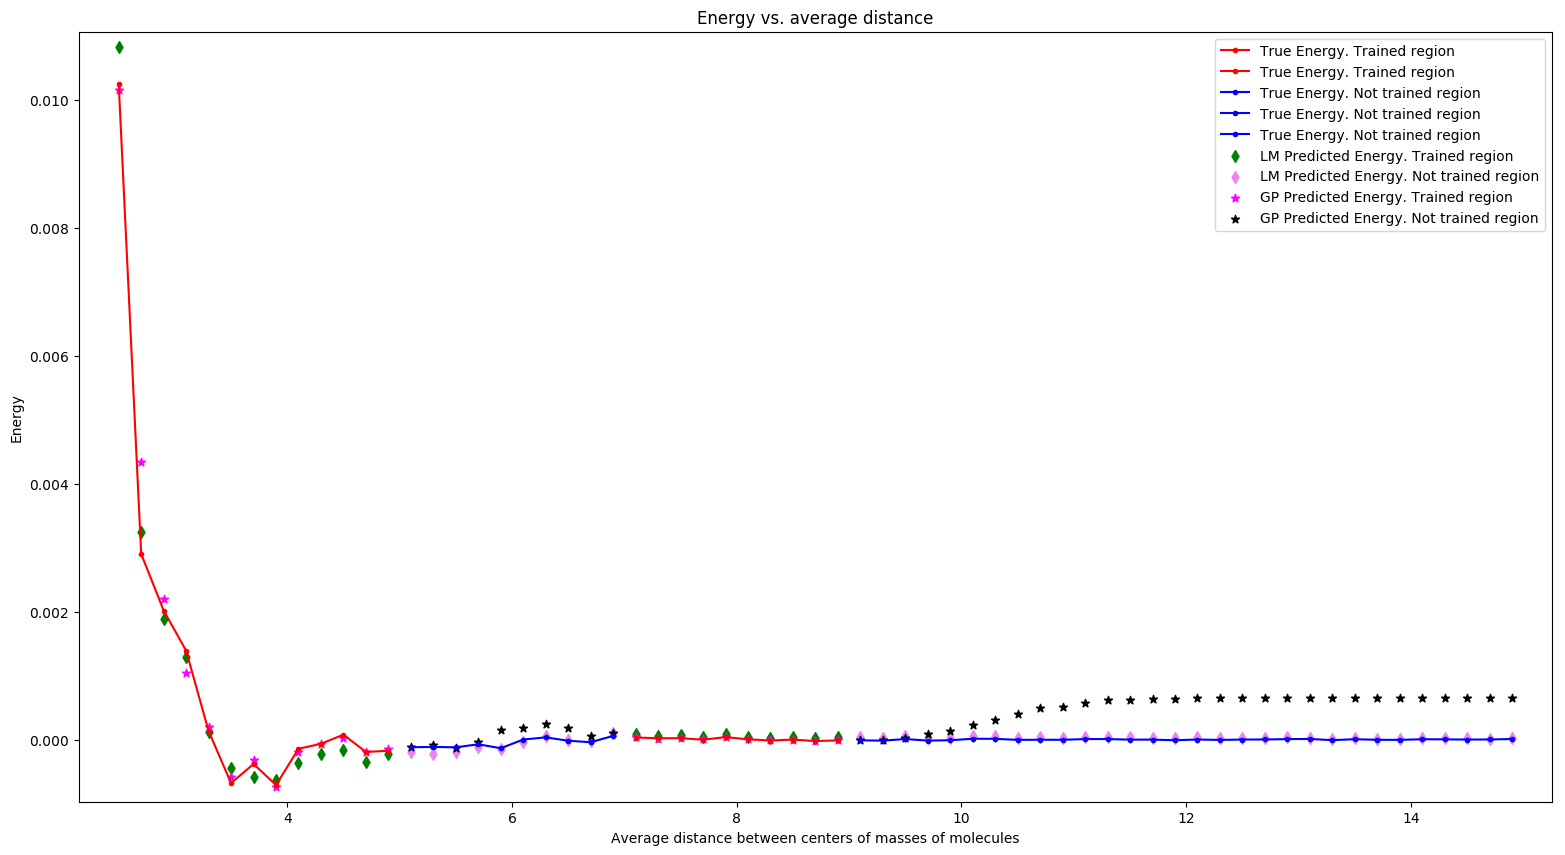 Energy vs. average distance
True Energy. Trained region
True Energy. Trained region
True Energy. Not trained region
True Energy. Not trained region
True Energy. Not trained region
LM Predicted Energy. Trained region
LM Predicted Energy. Not trained region
GP Predicted Energy. Trained region
GP Predicted Energy. Not trained region
0.010
0.008
0.006
0.004
0.002
0.000
Energy
4
6
8
10
12
14
Average distance between centers of masses of molecules